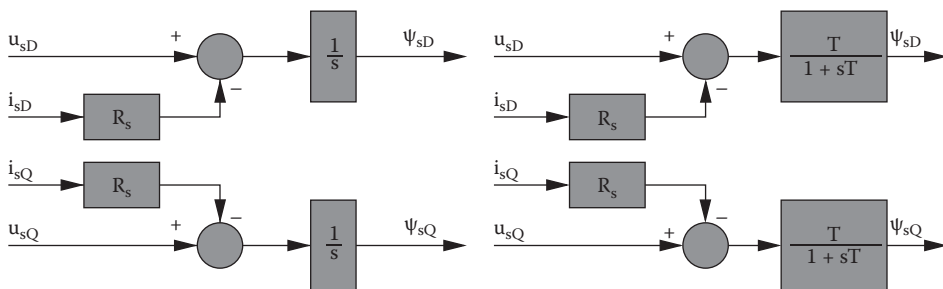 u_sD + 1/s ψ_sD
−
i_sD R_s
i_sQ R_s
−
u_sQ + 1/s ψ_sQ
u_sD + T/(1 + sT) ψ_sD
−
i_sD R_s
i_sQ R_s
−
u_sQ + T/(1 + sT) ψ_sQ